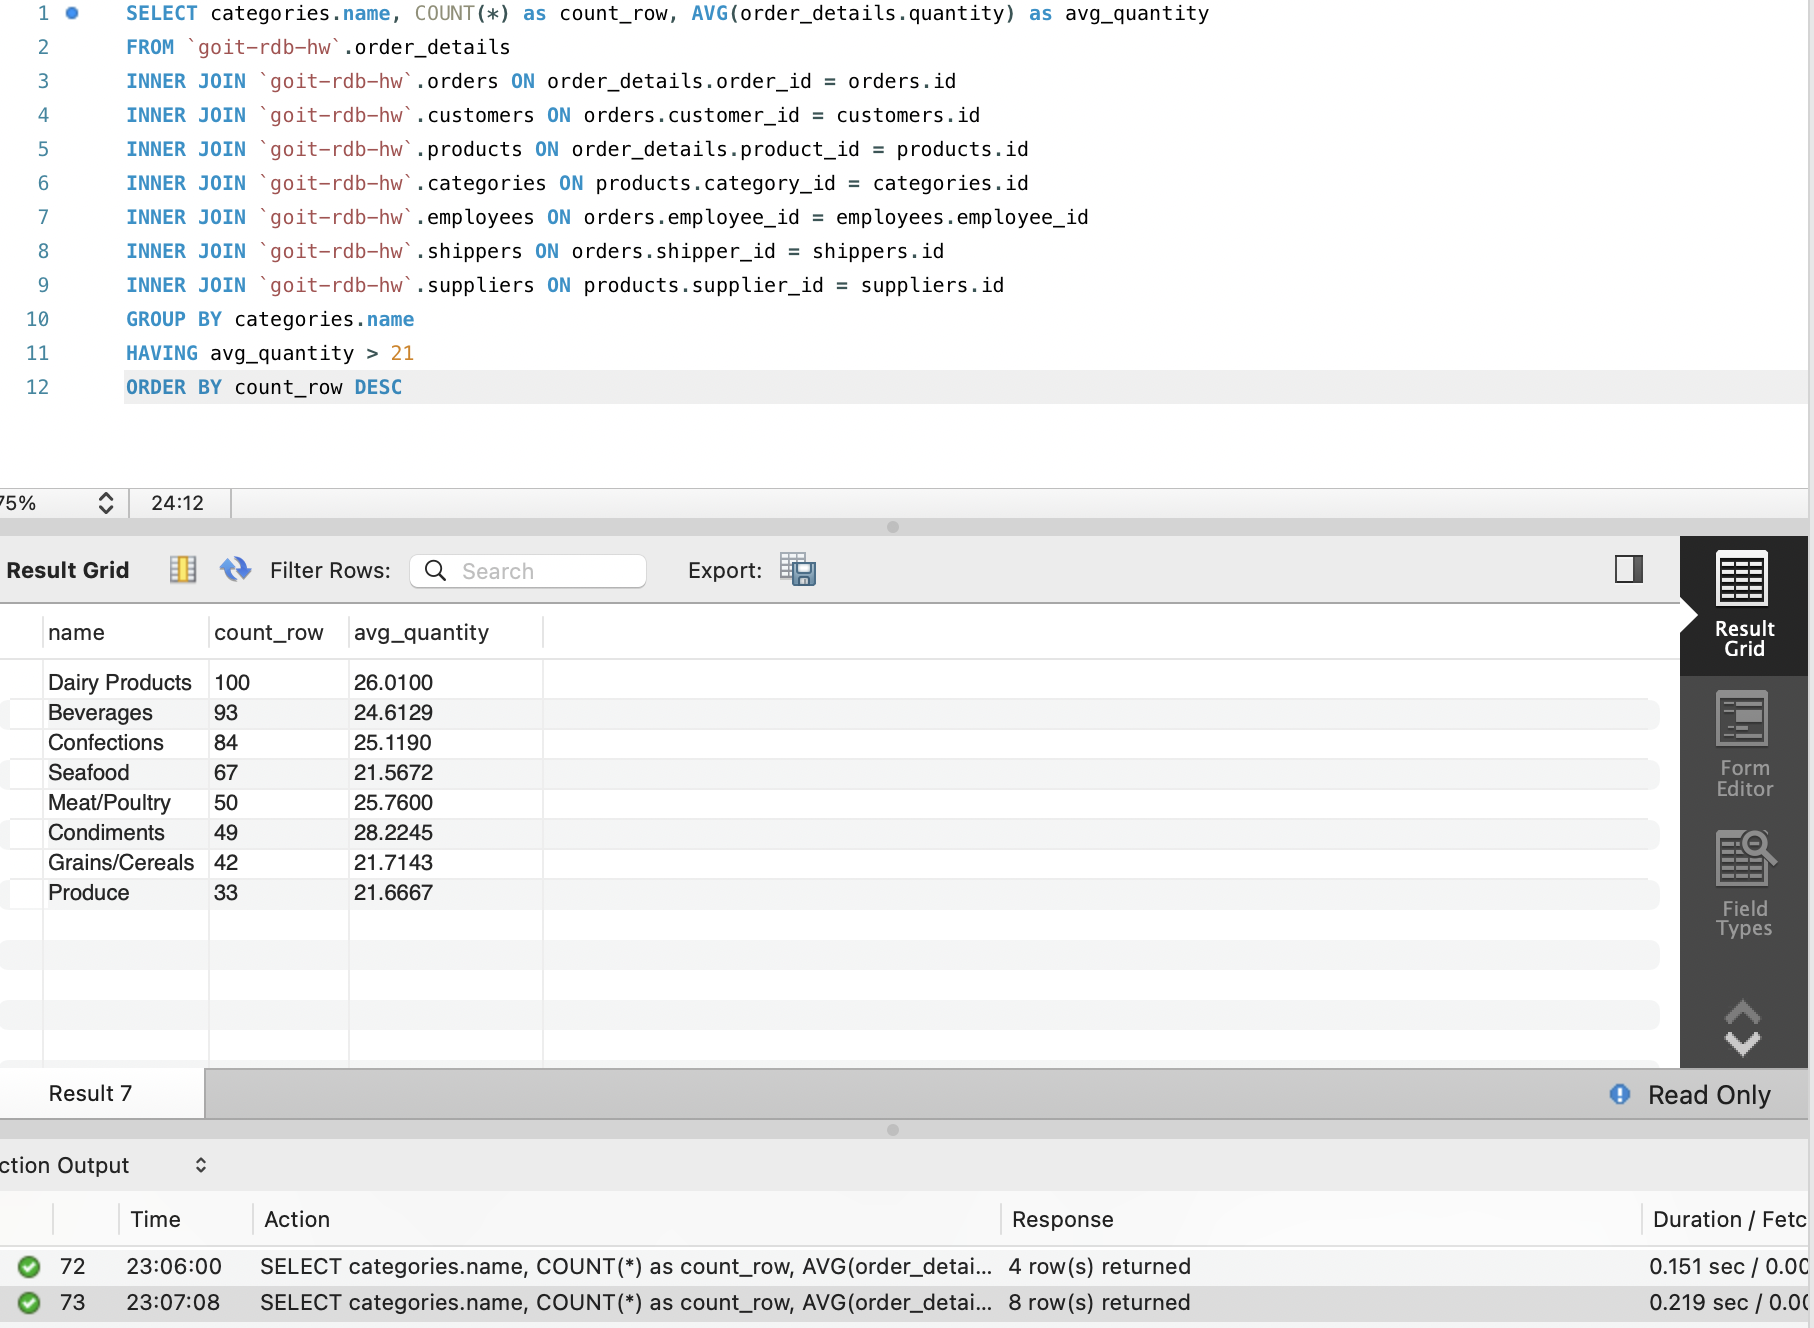 1 SELECT categories.name, COUNT(*) as count_row, AVG(order_details.quantity) as avg_quantity
2 FROM `goit-rdb-hw`.order_details
3 INNER JOIN `goit-rdb-hw`.orders ON order_details.order_id = orders.id
4 INNER JOIN `goit-rdb-hw`.customers ON orders.customer_id = customers.id
5 INNER JOIN `goit-rdb-hw`.products ON order_details.product_id = products.id
6 INNER JOIN `goit-rdb-hw`.categories ON products.category_id = categories.id
7 INNER JOIN `goit-rdb-hw`.employees ON orders.employee_id = employees.employee_id
8 INNER JOIN `goit-rdb-hw`.shippers ON orders.shipper_id = shippers.id
9 INNER JOIN `goit-rdb-hw`.suppliers ON products.supplier_id = suppliers.id
10 GROUP BY categories.name
11 HAVING avg_quantity > 21
12 ORDER BY count_row DESC
75% 24:12
Result Grid Filter Rows: Search Export:
name count_row avg_quantity
Dairy Products 100 26.0100
Beverages 93 24.6129
Confections 84 25.1190
Seafood 67 21.5672
Meat/Poultry 50 25.7600
Condiments 49 28.2245
Grains/Cereals 42 21.7143
Produce 33 21.6667
Result
Grid
Form
Editor
Field
Types
Result 7 Read Only
ction Output
Time Action Response Duration / Fetc
72 23:06:00 SELECT categories.name, COUNT(*) as count_row, AVG(order_detai... 4 row(s) returned 0.151 sec / 0.00
73 23:07:08 SELECT categories.name, COUNT(*) as count_row, AVG(order_detai... 8 row(s) returned 0.219 sec / 0.00